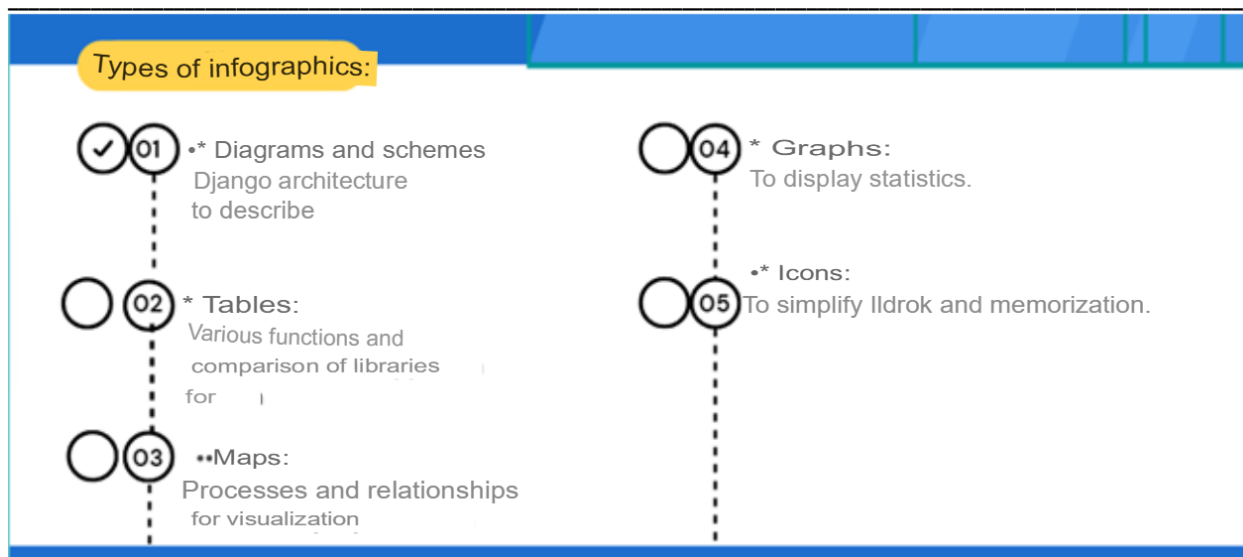 Types of infographics:
01 •* Diagrams and schemes
Django architecture
to describe
02 * Tables:
Various functions and
comparison of libraries
for
03 ••Maps:
Processes and relationships
for visualization
04 * Graphs:
To display statistics.
•* Icons:
05 To simplify Ildrok and memorization.